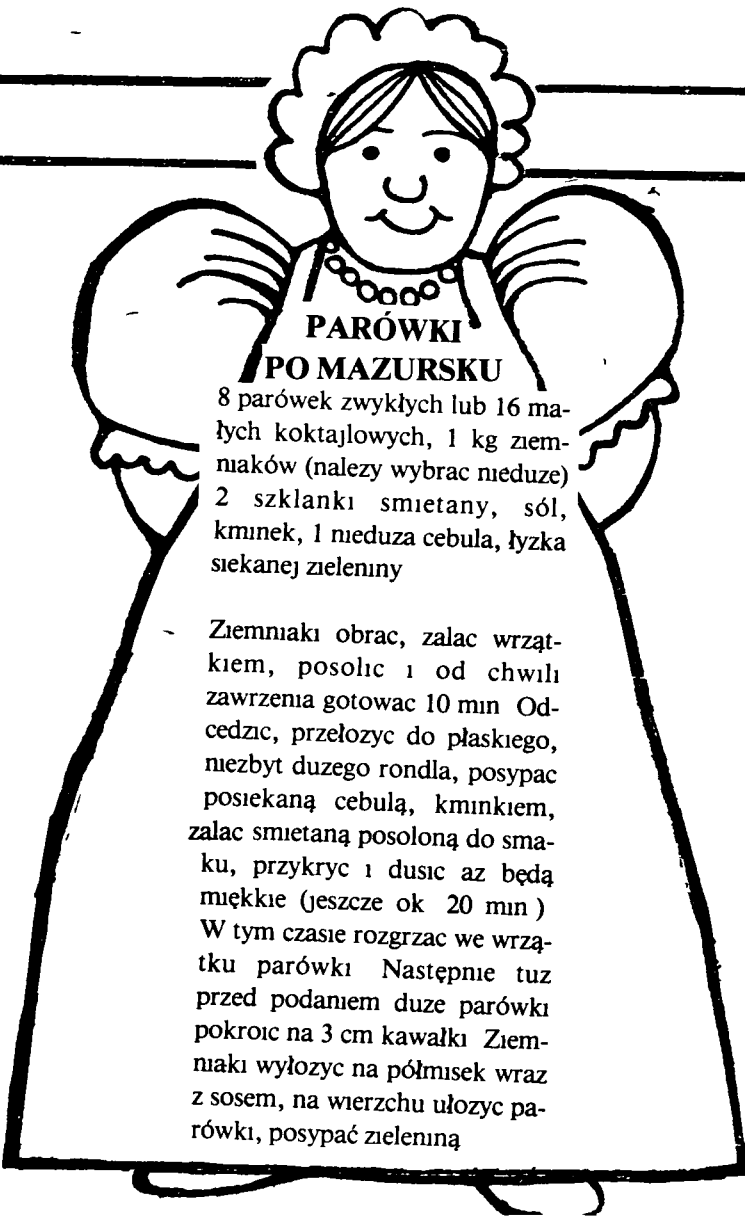 PARÓWKI
PO MAZURSKU
8 parówek zwykłych lub 16 ma-
łych koktajlowych, 1 kg ziem-
niaków (nalezy wybrac nieduze)
2 szklanki smietany, sól,
kminek, 1 nieduza cebula, łyzka
siekanej zieleniny
Ziemniaki obrac, zalac wrząt-
kiem, posolic i od chwili
zawrzenia gotowac 10 min Od-
cedzic, przełozyc do płaskiego,
niezbyt duzego rondla, posypac
posiekaną cebulą, kminkiem,
zalac smietaną posoloną do sma-
ku, przykryc i dusic az będą
miękkie (jeszcze ok 20 min )
W tym czasie rozgrzac we wrzą-
tku parówki Następnie tuz
przed podaniem duze parówki
pokroic na 3 cm kawałki Ziem-
niaki wyłozyc na półmisek wraz
z sosem, na wierzchu ułozyc pa-
rówki, posypać zieleniną